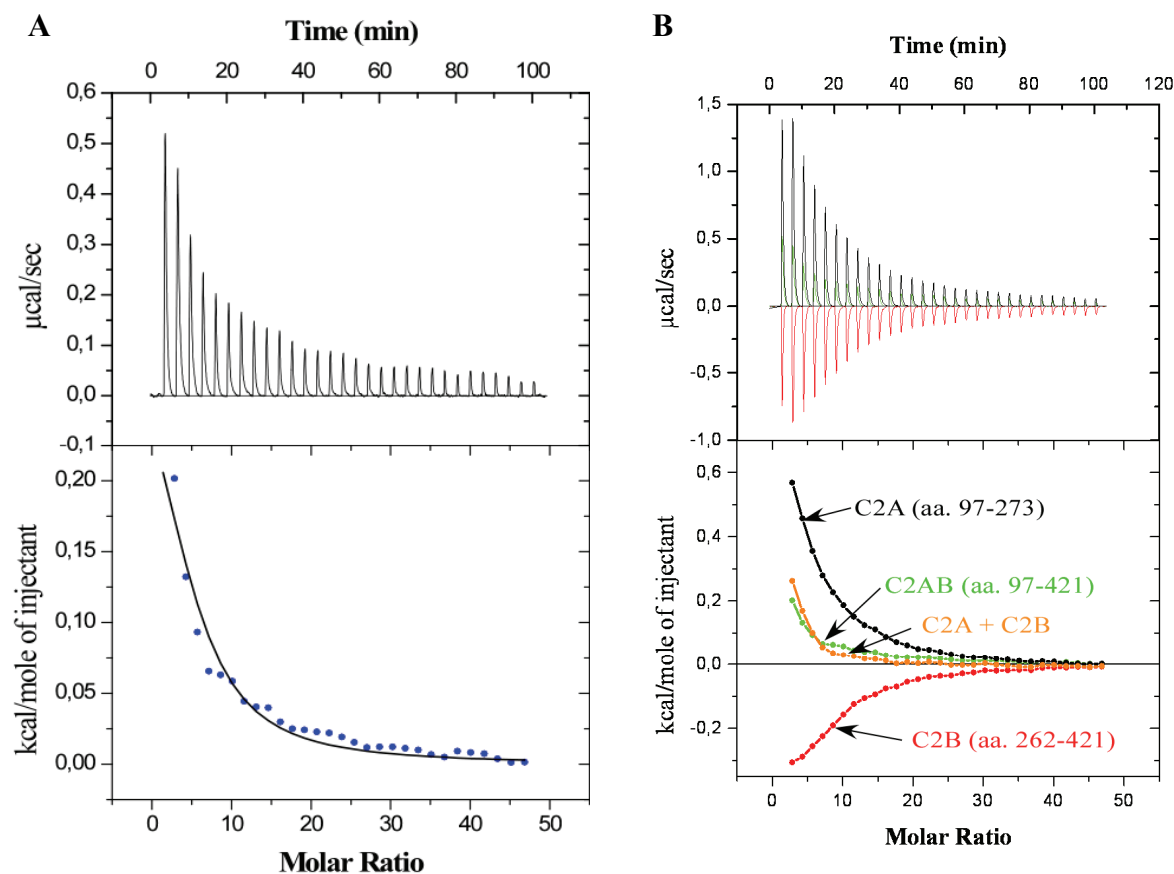 A
Time (min)
0 20 40 60 80 100
0,6
0,5
0,4
0,3
0,2
0,1
0,0
-0,1
µcal/sec
0,20
0,15
0,10
0,05
0,00
kcal/mole of injectant
0 10 20 30 40 50
Molar Ratio
B
Time (min)
0 20 40 60 80 100 120
1,5
1,0
0,5
0,0
-0,5
-1,0
µcal/sec
0,6
0,4
0,2
0,0
-0,2
kcal/mole of injectant
C2A (aa. 97-273)
C2AB (aa. 97-421)
C2A + C2B
C2B (aa. 262-421)
0 10 20 30 40 50
Molar Ratio